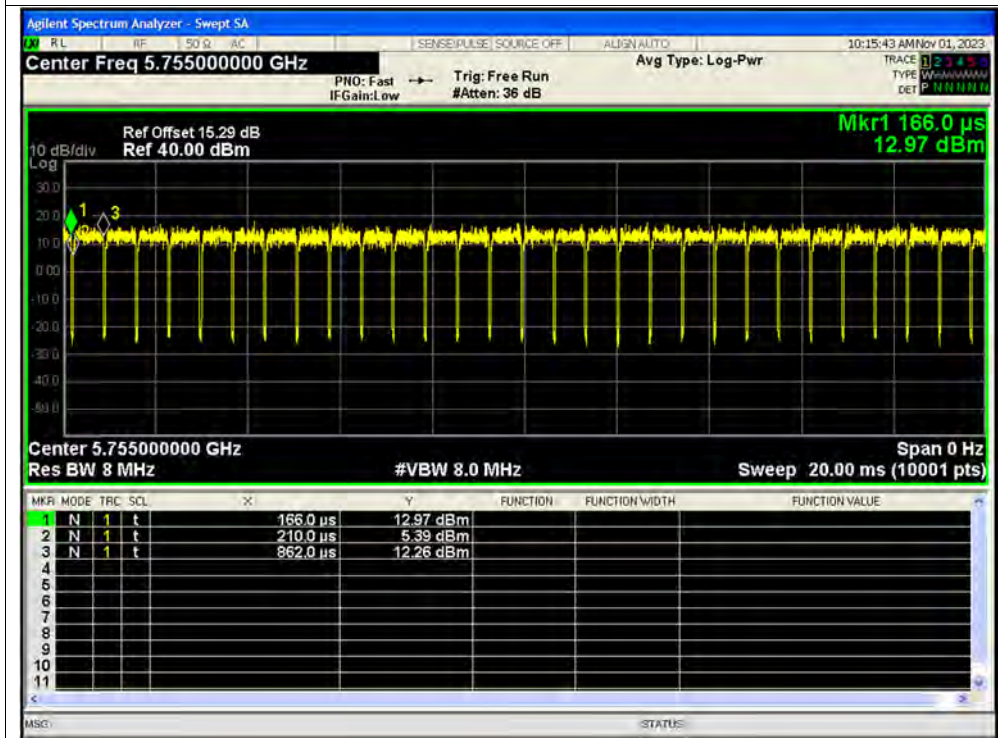 Agilent Spectrum Analyzer - Swept SA
RL RF 50 Ω AC SENSE:PULSE SOURCE OFF ALIGN AUTO 10:15:43 AM Nov 01, 2023
Center Freq 5.755000000 GHz Avg Type: Log-Pwr TRACE 1 2 3 4 5 6
PNO: Fast Trig: Free Run TYPE W
IFGain:Low #Atten: 36 dB DET P N N N N N
Mkr1 166.0 µs
12.97 dBm
Ref Offset 15.29 dB
10 dB/div Ref 40.00 dBm
Log
30.0
20.0
10.0
0.00
-10.0
-20.0
-30.0
-40.0
-50.0
1 2 3
Center 5.755000000 GHz Span 0 Hz
Res BW 8 MHz #VBW 8.0 MHz Sweep 20.00 ms (10001 pts)
MKR MODE TRC SCL X Y FUNCTION FUNCTION WIDTH FUNCTION VALUE
1 N 1 t 166.0 µs 12.97 dBm
2 N 1 t 210.0 µs 5.39 dBm
3 N 1 t 862.0 µs 12.26 dBm
4
5
6
7
8
9
10
11
MSG STATUS